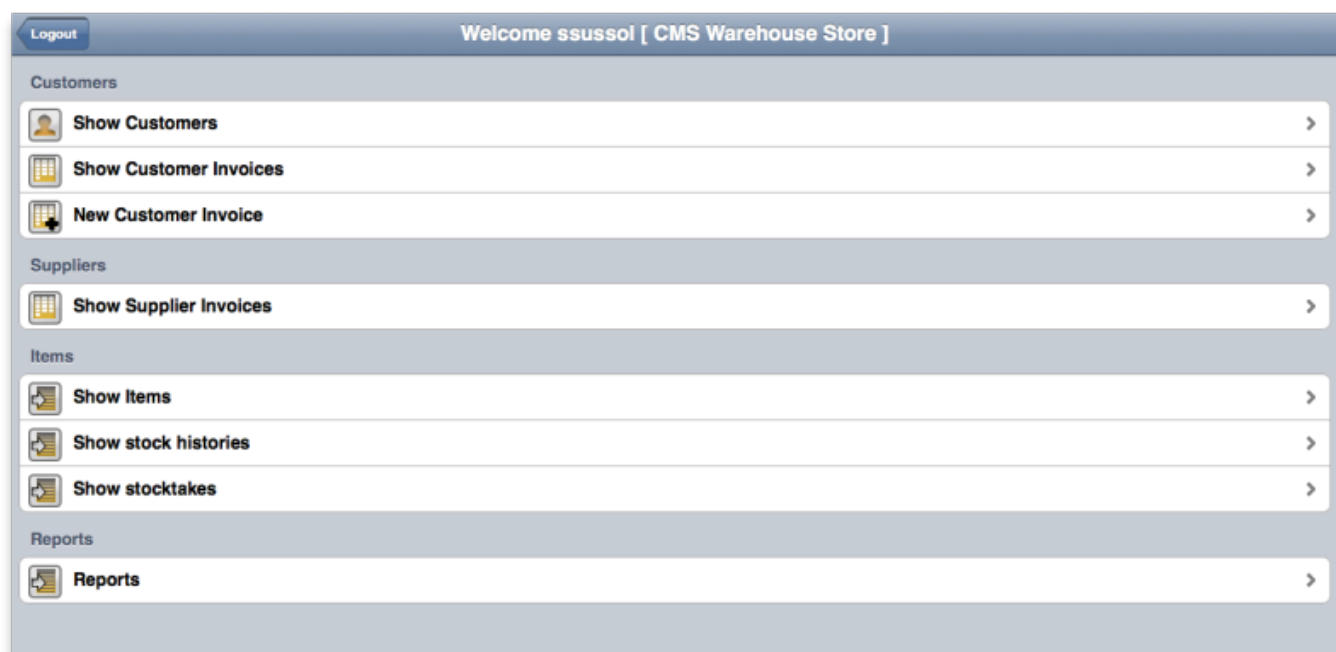 Logout
Welcome ssussol [ CMS Warehouse Store ]
Customers
Show Customers
Show Customer Invoices
New Customer Invoice
Suppliers
Show Supplier Invoices
Items
Show Items
Show stock histories
Show stocktakes
Reports
Reports